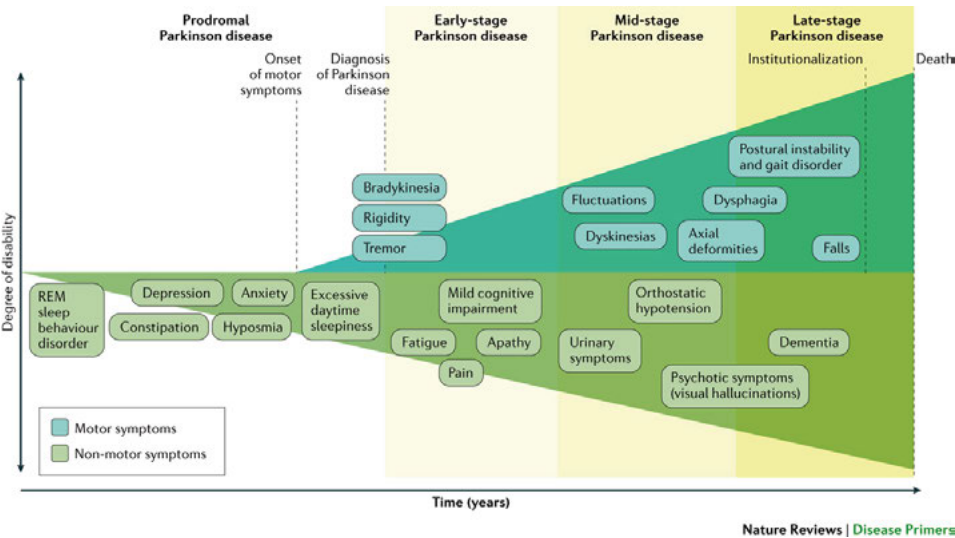 Prodromal
Parkinson disease
Early-stage
Parkinson disease
Mid-stage
Parkinson disease
Late-stage
Parkinson disease
Onset
of motor
symptoms
Diagnosis
of Parkinson
disease
Institutionalization
Death
Degree of disability
Bradykinesia
Rigidity
Tremor
Fluctuations
Dyskinesias
Postural instability
and gait disorder
Dysphagia
Axial
deformities
Falls
REM
sleep
behaviour
disorder
Depression
Anxiety
Constipation
Hyposmia
Excessive
daytime
sleepiness
Mild cognitive
impairment
Fatigue
Apathy
Pain
Orthostatic
hypotension
Urinary
symptoms
Dementia
Psychotic symptoms
(visual hallucinations)
Motor symptoms
Non-motor symptoms
Time (years)
Nature Reviews | Disease Primers